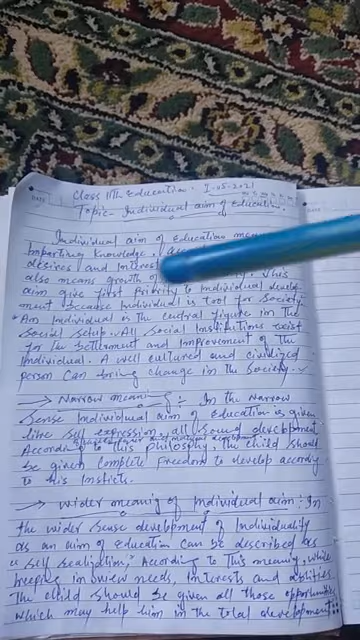 DATE
Class 11th Education. 1-05-2021
Topic- Individual aim of Education.
Individual aim of Education means
Imparting Knowledge
desires and Interest This
also means growth of
aim give first Priority to Individual develop-
ment because Individual is tool for Society.
* An Individual is the central figure in the
Social setup. All Social Institutions exist
for the Settlement and Improvement of the
Individual. A well cultured and civilized
person can bring change in the Society.
→ Narrow meaning :- In the Narrow
Sense Individual aim of Education is given
like self expression, all sound development
According to this Philosophy, the child should
be given complete freedom to develop according
to his Instincts.
→ wider meaning of Individual aim: In
the wider sense development of Individuality
as an aim of Education can be described as
a self Realization, According to this meaning, while
keeping in view needs, Interests and abilities
The child should be given all those opportunities
which may help him in the total development